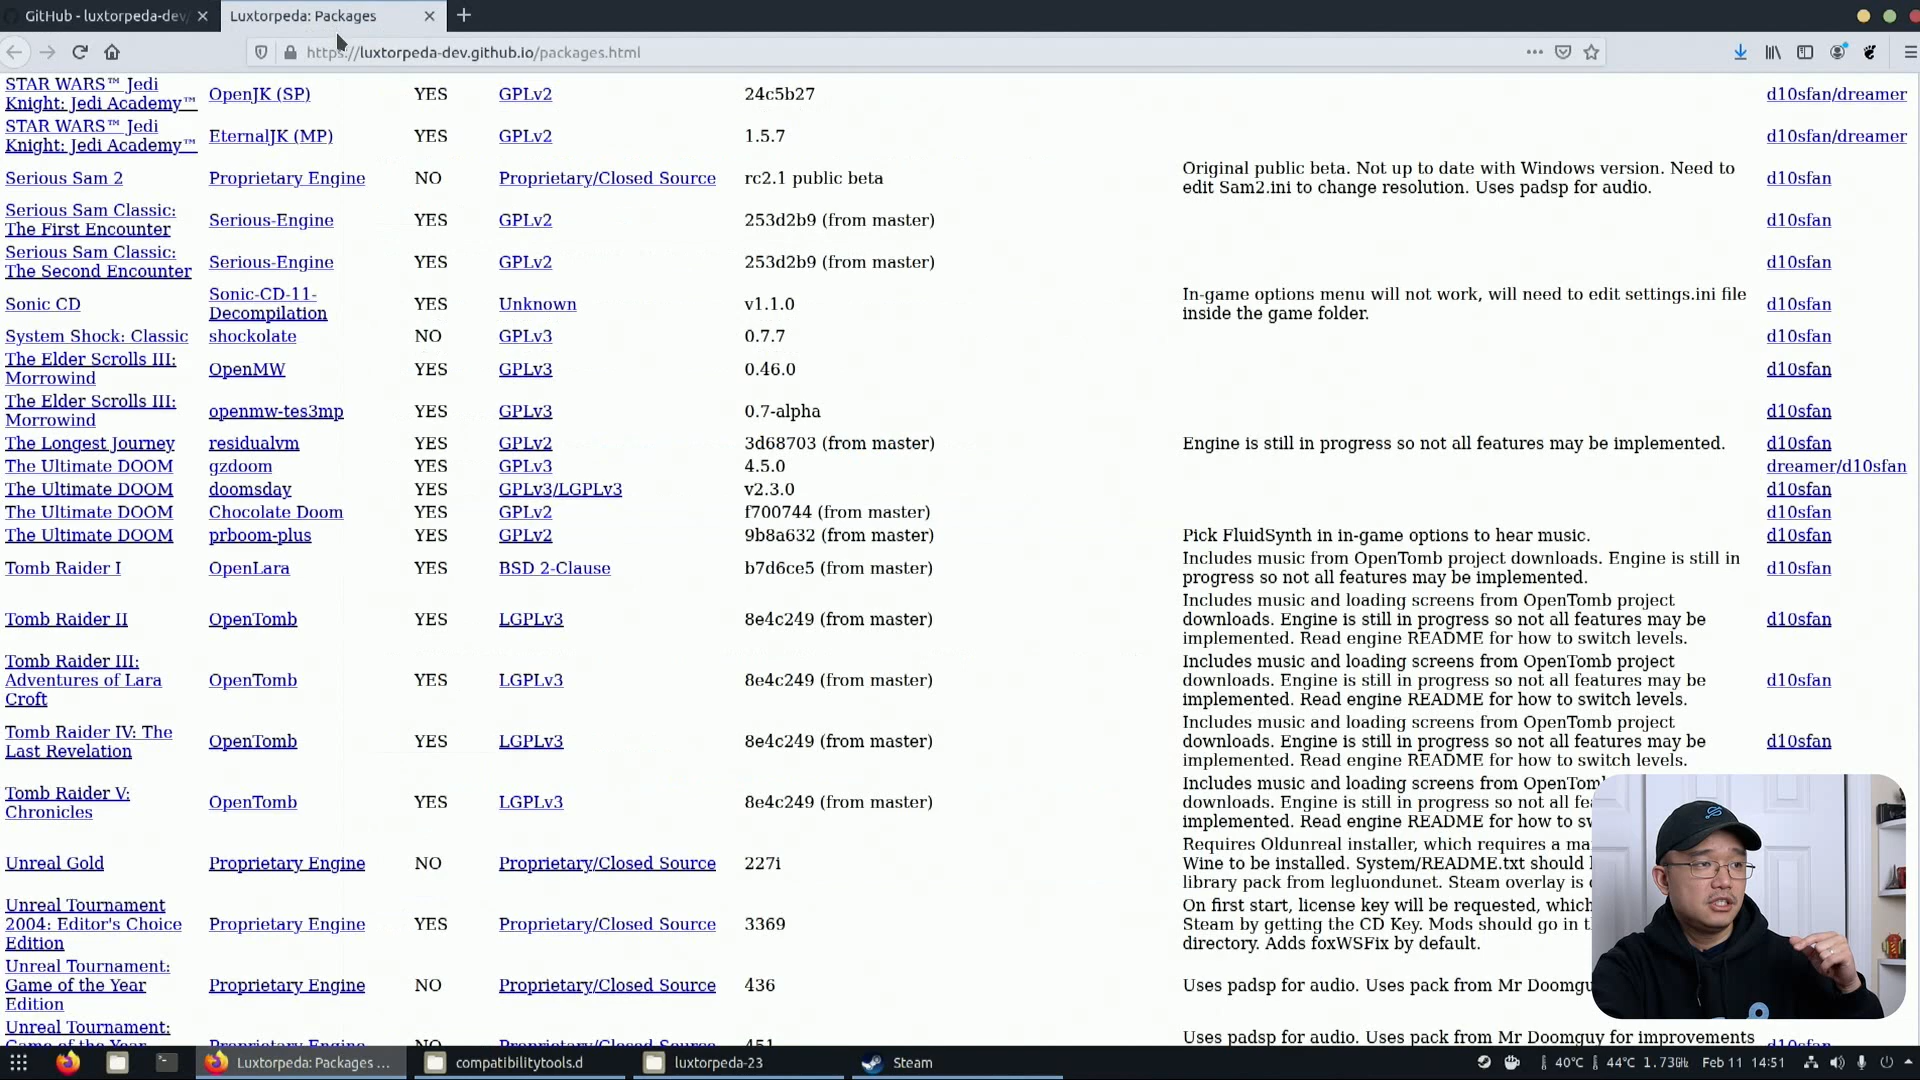 GitHub - luxtorpeda-dev/
Luxtorpeda: Packages
https://luxtorpeda-dev.github.io/packages.html
STAR WARS™ Jedi
Knight: Jedi Academy™
OpenJK (SP)
YES
GPLv2
24c5b27
d10sfan/dreamer
STAR WARS™ Jedi
Knight: Jedi Academy™
EternalJK (MP)
YES
GPLv2
1.5.7
d10sfan/dreamer
Serious Sam 2
Proprietary Engine
NO
Proprietary/Closed Source
rc2.1 public beta
Original public beta. Not up to date with Windows version. Need to
edit Sam2.ini to change resolution. Uses padsp for audio.
d10sfan
Serious Sam Classic:
The First Encounter
Serious-Engine
YES
GPLv2
253d2b9 (from master)
d10sfan
Serious Sam Classic:
The Second Encounter
Serious-Engine
YES
GPLv2
253d2b9 (from master)
d10sfan
Sonic CD
Sonic-CD-11-
Decompilation
YES
Unknown
v1.1.0
In-game options menu will not work, will need to edit settings.ini file
inside the game folder.
d10sfan
System Shock: Classic
shockolate
NO
GPLv3
0.7.7
d10sfan
The Elder Scrolls III:
Morrowind
OpenMW
YES
GPLv3
0.46.0
d10sfan
The Elder Scrolls III:
Morrowind
openmw-tes3mp
YES
GPLv3
0.7-alpha
d10sfan
The Longest Journey
residualvm
YES
GPLv2
3d68703 (from master)
Engine is still in progress so not all features may be implemented.
d10sfan
The Ultimate DOOM
gzdoom
YES
GPLv3
4.5.0
dreamer/d10sfan
The Ultimate DOOM
doomsday
YES
GPLv3/LGPLv3
v2.3.0
d10sfan
The Ultimate DOOM
Chocolate Doom
YES
GPLv2
f700744 (from master)
d10sfan
The Ultimate DOOM
prboom-plus
YES
GPLv2
9b8a632 (from master)
Pick FluidSynth in in-game options to hear music.
d10sfan
Tomb Raider I
OpenLara
YES
BSD 2-Clause
b7d6ce5 (from master)
Includes music from OpenTomb project downloads. Engine is still in
progress so not all features may be implemented.
d10sfan
Tomb Raider II
OpenTomb
YES
LGPLv3
8e4c249 (from master)
Includes music and loading screens from OpenTomb project
downloads. Engine is still in progress so not all features may be
implemented. Read engine README for how to switch levels.
d10sfan
Tomb Raider III:
Adventures of Lara
Croft
OpenTomb
YES
LGPLv3
8e4c249 (from master)
Includes music and loading screens from OpenTomb project
downloads. Engine is still in progress so not all features may be
implemented. Read engine README for how to switch levels.
d10sfan
Tomb Raider IV: The
Last Revelation
OpenTomb
YES
LGPLv3
8e4c249 (from master)
Includes music and loading screens from OpenTomb project
downloads. Engine is still in progress so not all features may be
implemented. Read engine README for how to switch levels.
d10sfan
Tomb Raider V:
Chronicles
OpenTomb
YES
LGPLv3
8e4c249 (from master)
Includes music and loading screens from OpenTomb
downloads. Engine is still in progress so not all fea
implemented. Read engine README for how to sw
Unreal Gold
Proprietary Engine
NO
Proprietary/Closed Source
227i
Requires Oldunreal installer, which requires a ma
Wine to be installed. System/README.txt should
library pack from legluondunet. Steam overlay is
Unreal Tournament
2004: Editor's Choice
Edition
Proprietary Engine
YES
Proprietary/Closed Source
3369
On first start, license key will be requested, which
Steam by getting the CD Key. Mods should go in
directory. Adds foxWSFix by default.
Unreal Tournament:
Game of the Year
Edition
Proprietary Engine
NO
Proprietary/Closed Source
436
Uses padsp for audio. Uses pack from Mr Doomgu
Unreal Tournament:
Game of the Year
Proprietary Engine
NO
Proprietary/Closed Source
451
Uses padsp for audio. Uses pack from Mr Doomguy for improvements
d10sfan
Luxtorpeda: Packages ...
compatibilitytools.d
luxtorpeda-23
Steam
40°C
44°C 1.73GHz
Feb 11 14:51